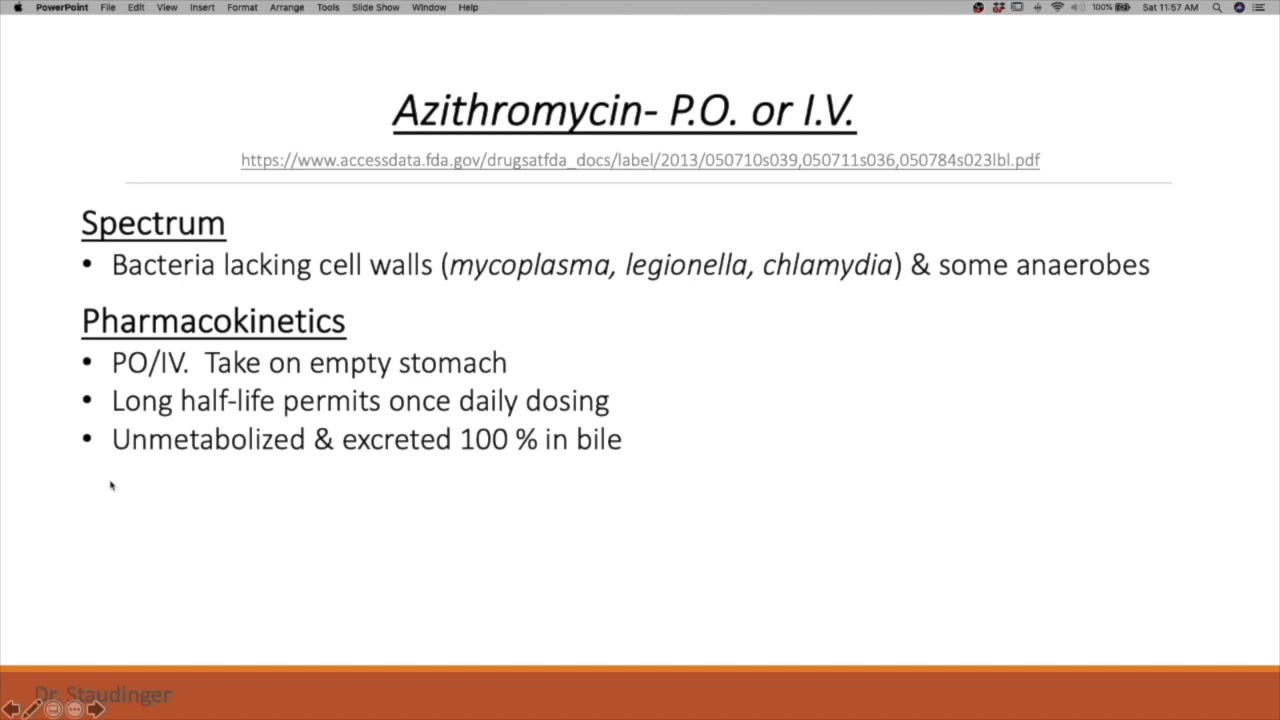 PowerPoint File Edit View Insert Format Arrange Tools Slide Show Window Help 100% Sat 11:57 AM
Azithromycin- P.O. or I.V.
https://www.accessdata.fda.gov/drugsatfda_docs/label/2013/050710s039,050711s036,050784s023lbl.pdf
Spectrum
• Bacteria lacking cell walls (mycoplasma, legionella, chlamydia) & some anaerobes
Pharmacokinetics
• PO/IV. Take on empty stomach
• Long half-life permits once daily dosing
• Unmetabolized & excreted 100 % in bile
Dr. Staudinger